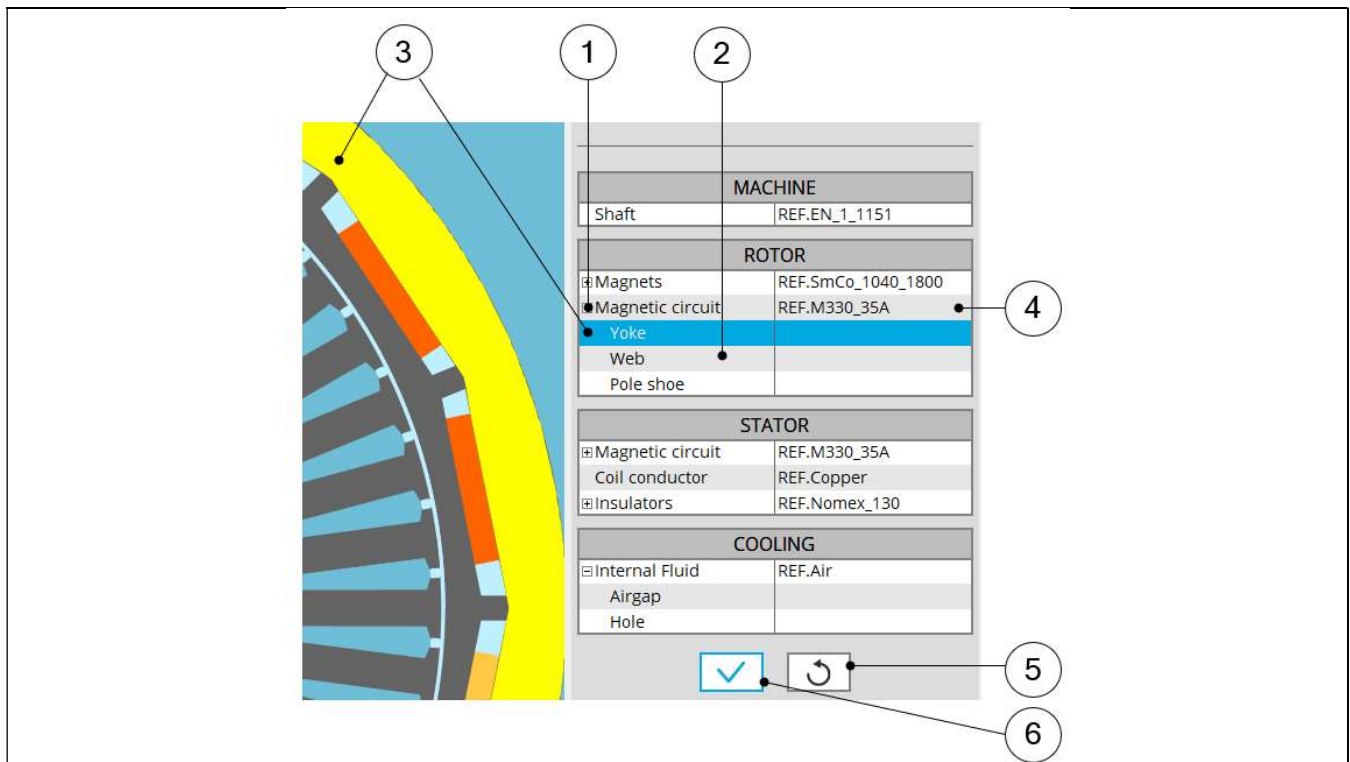 3 1 2
MACHINE
Shaft REF.EN_1_1151
ROTOR
Magnets REF.SmCo_1040_1800
Magnetic circuit REF.M330_35A
4
Yoke
Web
Pole shoe
STATOR
Magnetic circuit REF.M330_35A
Coil conductor REF.Copper
Insulators REF.Nomex_130
COOLING
Internal Fluid REF.Air
Airgap
Hole
5
6